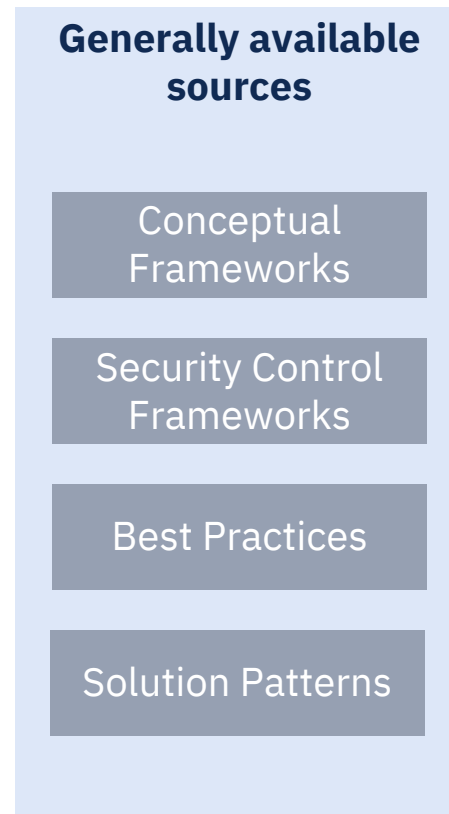 Generally available
sources
Conceptual
Frameworks
Security Control
Frameworks
Best Practices
Solution Patterns